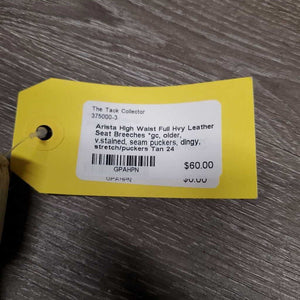 The Tack Collector
375000-3
Arista High Waist Full Hvy Leather
Seat Breeches *gc, older,
v.stained, seam puckers, dingy,
stretch/puckers Tan 24
$60.00
GPAHPN
GPAHPN